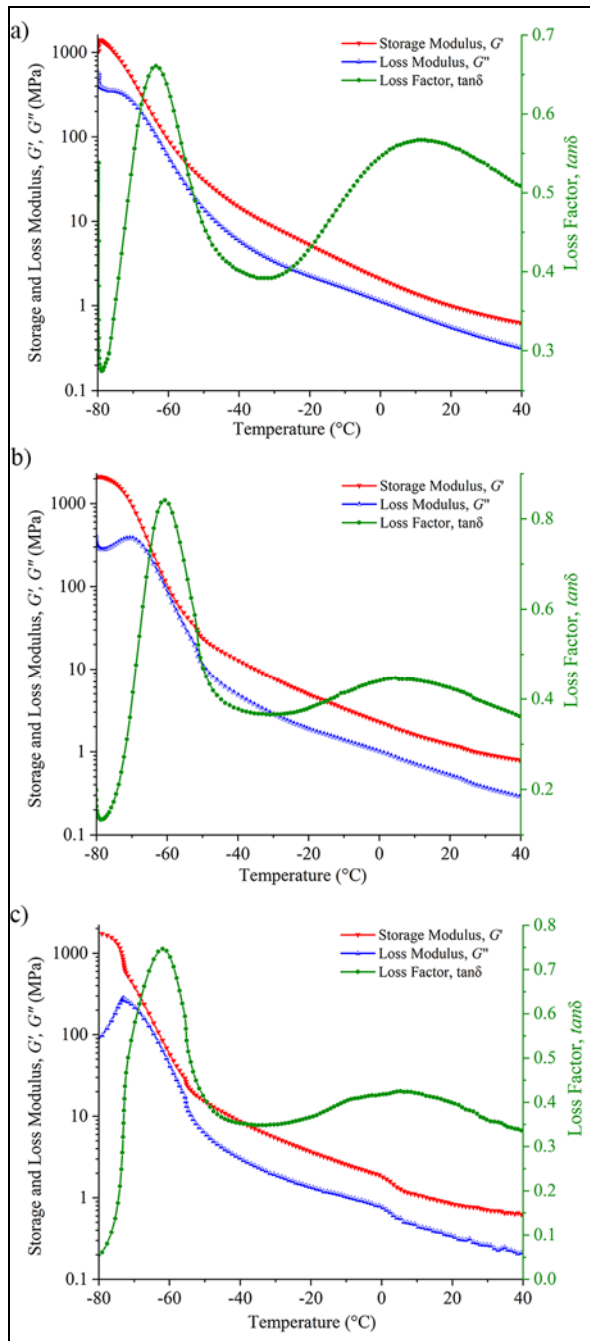 a)
Storage and Loss Modulus, G', G'' (MPa)
1000
100
10
1
0.1
Storage Modulus, G'
Loss Modulus, G''
Loss Factor, tanδ
0.7
0.6
0.5
0.4
0.3
Loss Factor, tanδ
-80 -60 -40 -20 0 20 40
Temperature (°C)
b)
Storage and Loss Modulus, G', G'' (MPa)
1000
100
10
1
0.1
Storage Modulus, G'
Loss Modulus, G''
Loss Factor, tanδ
0.8
0.6
0.4
0.2
Loss Factor, tanδ
-80 -60 -40 -20 0 20 40
Temperature (°C)
c)
Storage and Loss Modulus, G', G'' (MPa)
1000
100
10
1
0.1
Storage Modulus, G'
Loss Modulus, G''
Loss Factor, tanδ
0.8
0.7
0.6
0.45
0.4
0.3
0.2
0.15
0.0
Loss Factor, tanδ
-80 -60 -40 -20 0 20 40
Temperature (°C)